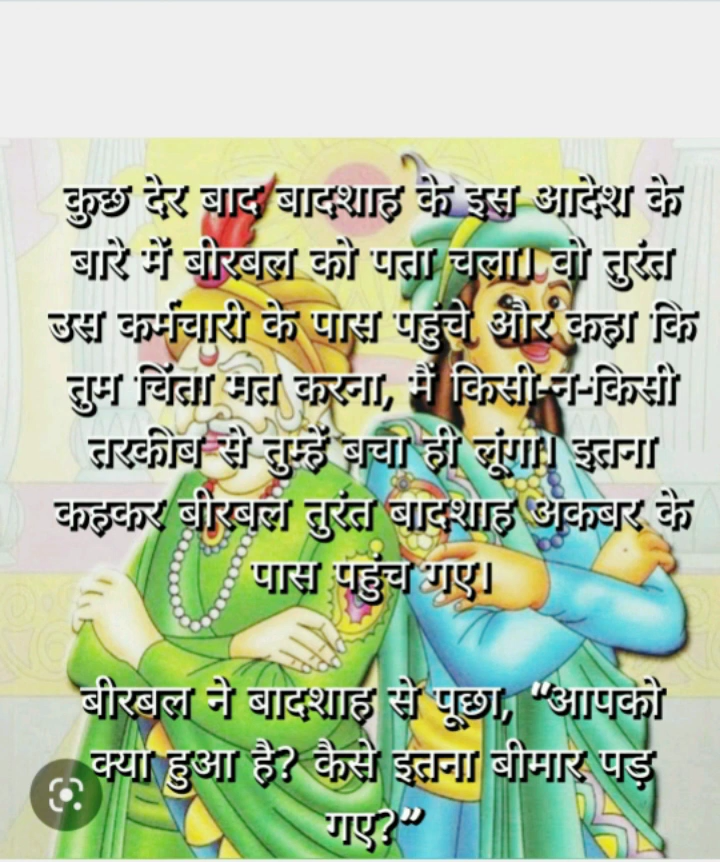 कुछ देर बाद बादशाह के इस आदेश के
बारे में बीरबल को पता चला। वो तुरंत
उस कर्मचारी के पास पहुंचे और कहा कि
तुम चिंता मत करना, मैं किसी-न-किसी
तरकीब से तुम्हें बचा ही लूंगा। इतना
कहकर बीरबल तुरंत बादशाह अकबर के
पास पहुंच गए।
बीरबल ने बादशाह से पूछा, "आपको
क्या हुआ है? कैसे इतना बीमार पड़
गए?”